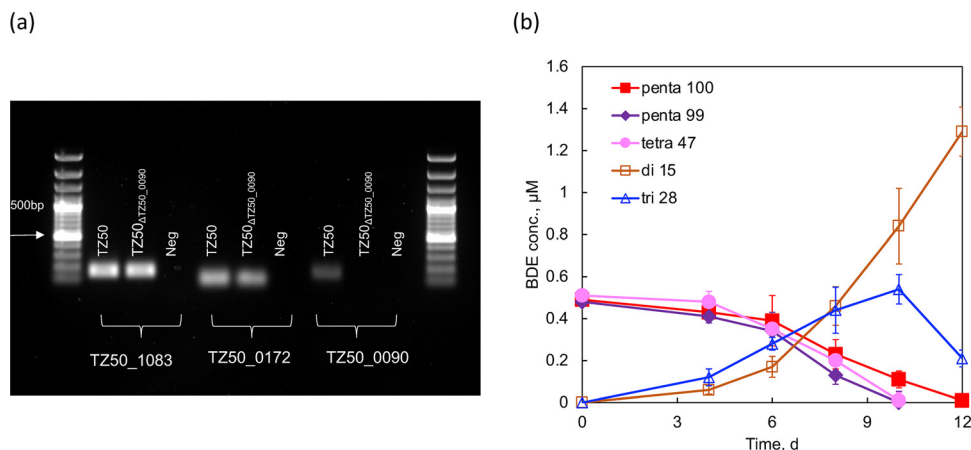 (a)
500bp
TZ50
TZ50ΔTZ50_0090
Neg
TZ50
TZ50ΔTZ50_0090
Neg
TZ50
TZ50ΔTZ50_0090
Neg
TZ50_1083
TZ50_0172
TZ50_0090
(b)
BDE conc., μM
1.6
1.4
1.2
1
0.8
0.6
0.4
0.2
0
penta 100
penta 99
tetra 47
di 15
tri 28
0
3
6
9
12
Time, d